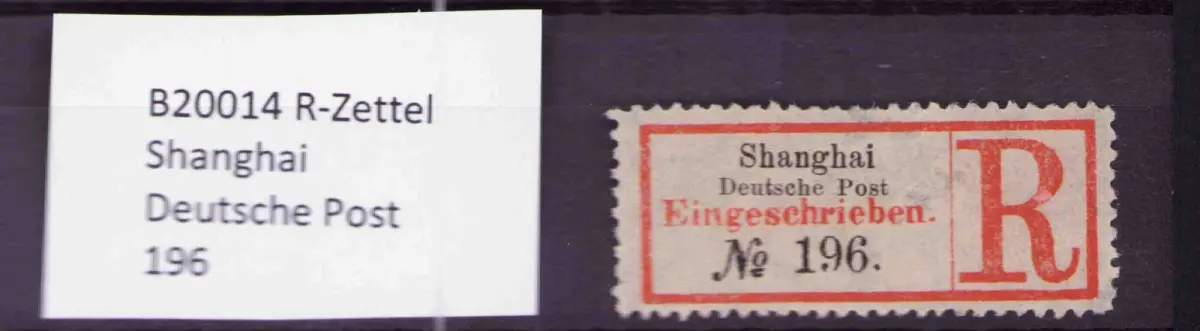 B20014 R-Zettel
Shanghai
Deutsche Post
196
Shanghai
Deutsche Post
Eingeschrieben.
№ 196.
R